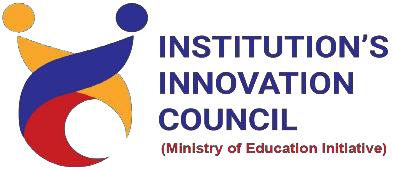 INSTITUTION'S
INNOVATION
COUNCIL
(Ministry of Education Initiative)